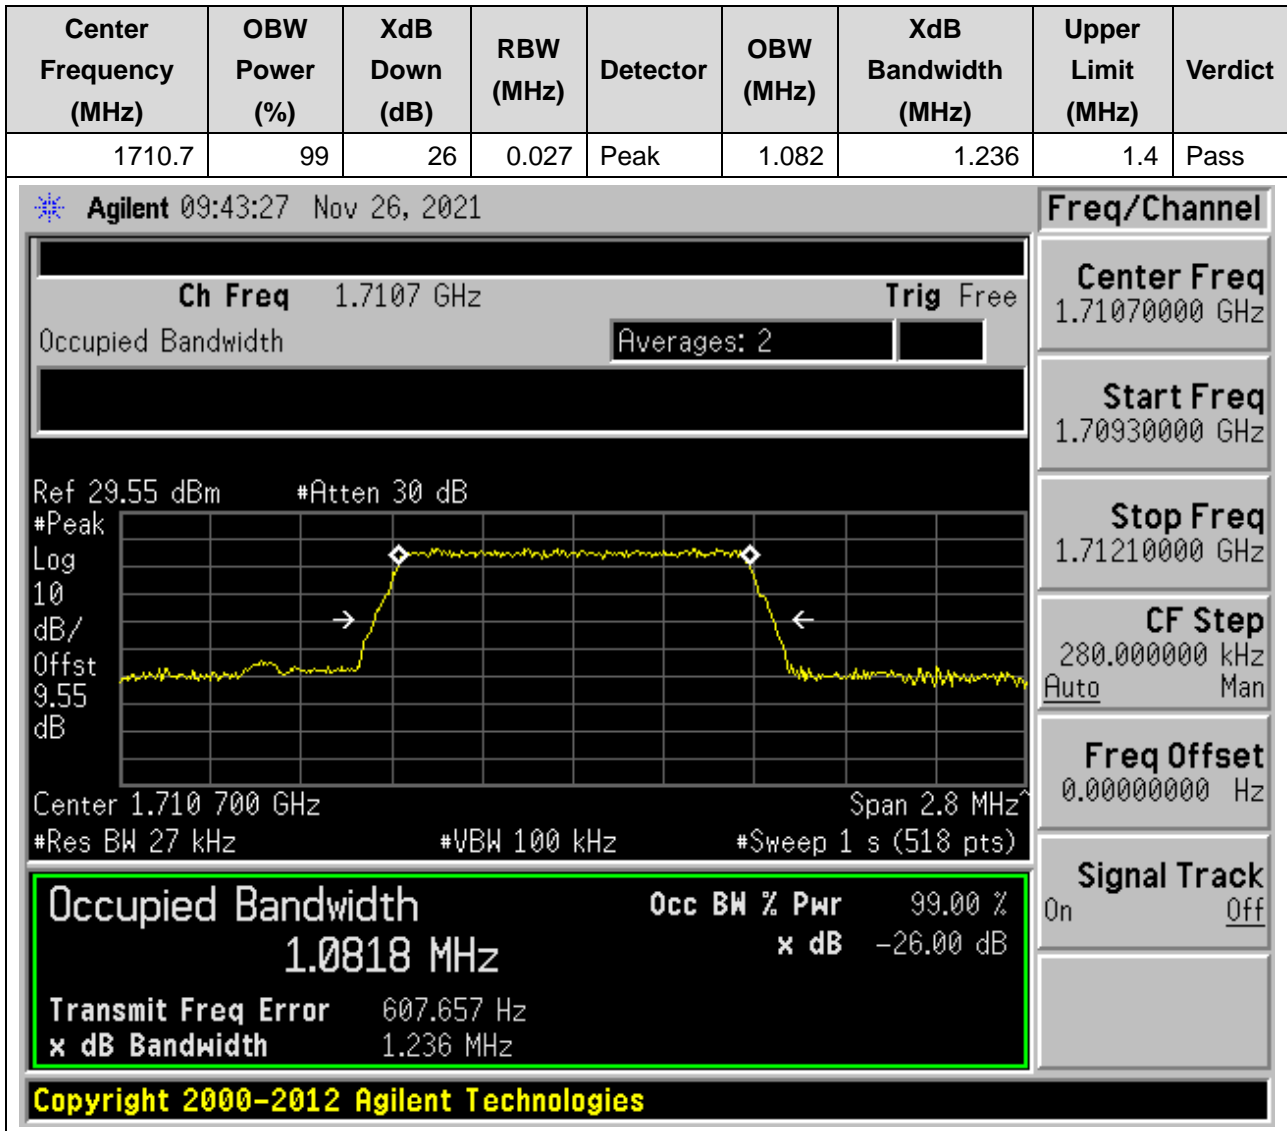 Center Frequency (MHz) OBW Power (%) XdB Down (dB) RBW (MHz) Detector OBW (MHz) XdB Bandwidth (MHz) Upper Limit (MHz) Verdict
1710.7 99 26 0.027 Peak 1.082 1.236 1.4 Pass
Agilent 09:43:27 Nov 26, 2021
Freq/Channel
Ch Freq 1.7107 GHz Trig Free
Occupied Bandwidth Averages: 2
Center Freq
1.71070000 GHz
Start Freq
1.70930000 GHz
Stop Freq
1.71210000 GHz
CF Step
280.000000 kHz
Auto Man
Freq Offset
0.00000000 Hz
Signal Track
On Off
Ref 29.55 dBm #Atten 30 dB
#Peak
Log
10
dB/
Offst
9.55
dB
Center 1.710 700 GHz Span 2.8 MHz^
#Res BW 27 kHz #VBW 100 kHz #Sweep 1 s (518 pts)
Occupied Bandwidth Occ BW % Pwr 99.00 %
1.0818 MHz x dB -26.00 dB
Transmit Freq Error 607.657 Hz
x dB Bandwidth 1.236 MHz
Copyright 2000-2012 Agilent Technologies